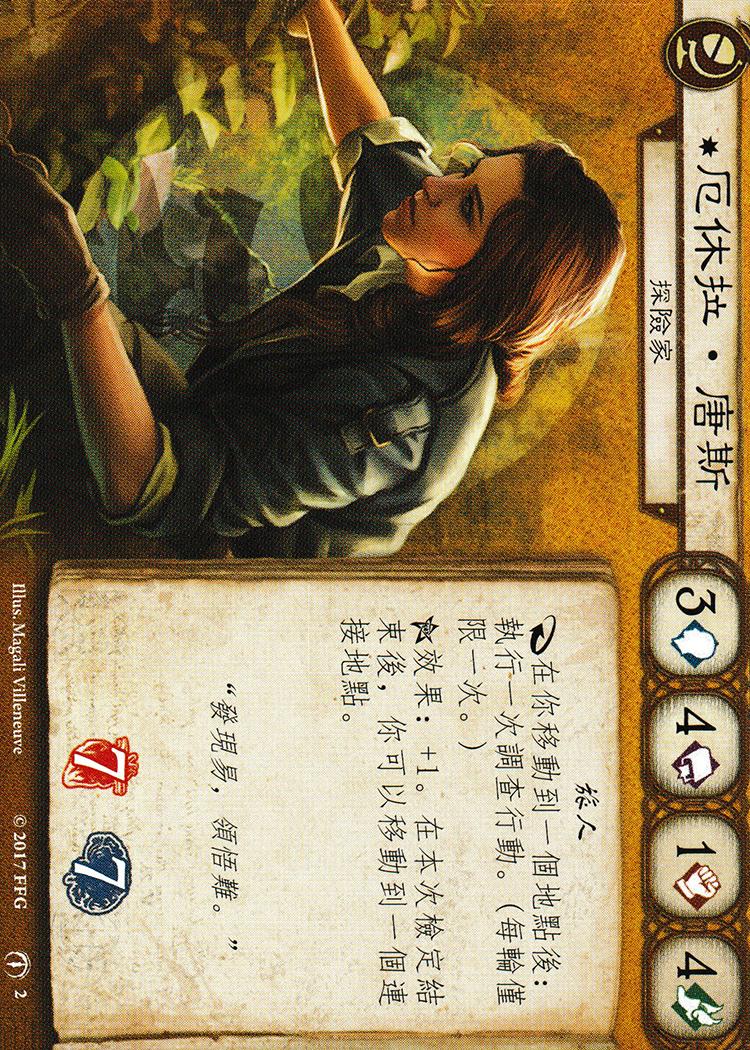 ✷厄休拉·唐斯
探險家
3 4 1 4
旅人
在你移動到一個地點後：
執行一次調查行動。（每輪僅
限一次。）
效果：+1。在本次檢定結
束後，你可以移動到一個連
接地點。
“發現易，領悟難。”
7 7
Illus. Magali Villeneuve
© 2017 FFG
2